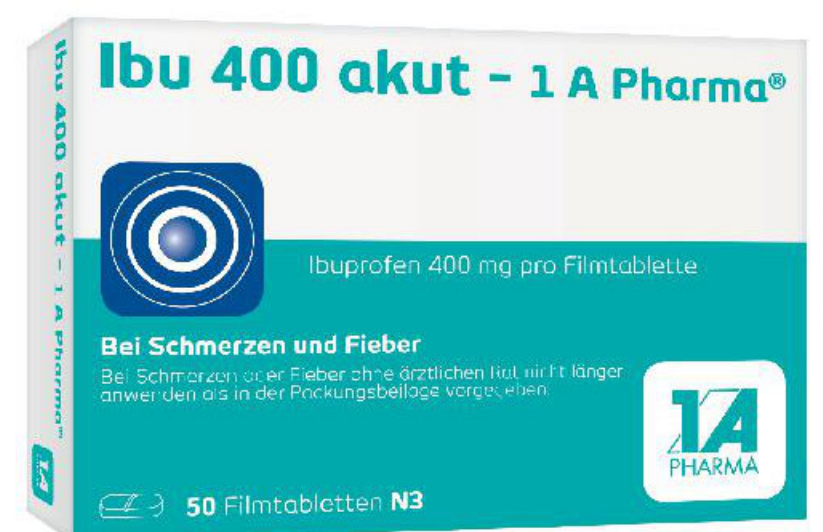 Ibu 400 akut - 1 A Pharma®
Ibu 400 akut - 1 A Pharma®
Ibuprofen 400 mg pro Filmtablette
Bei Schmerzen und Fieber
Bei Schmerzen oder Fieber ohne ärztlichen Rat nicht länger
anwenden als in der Packungsbeilage vorgegeben.
1A
PHARMA
1A
50 Filmtabletten N3